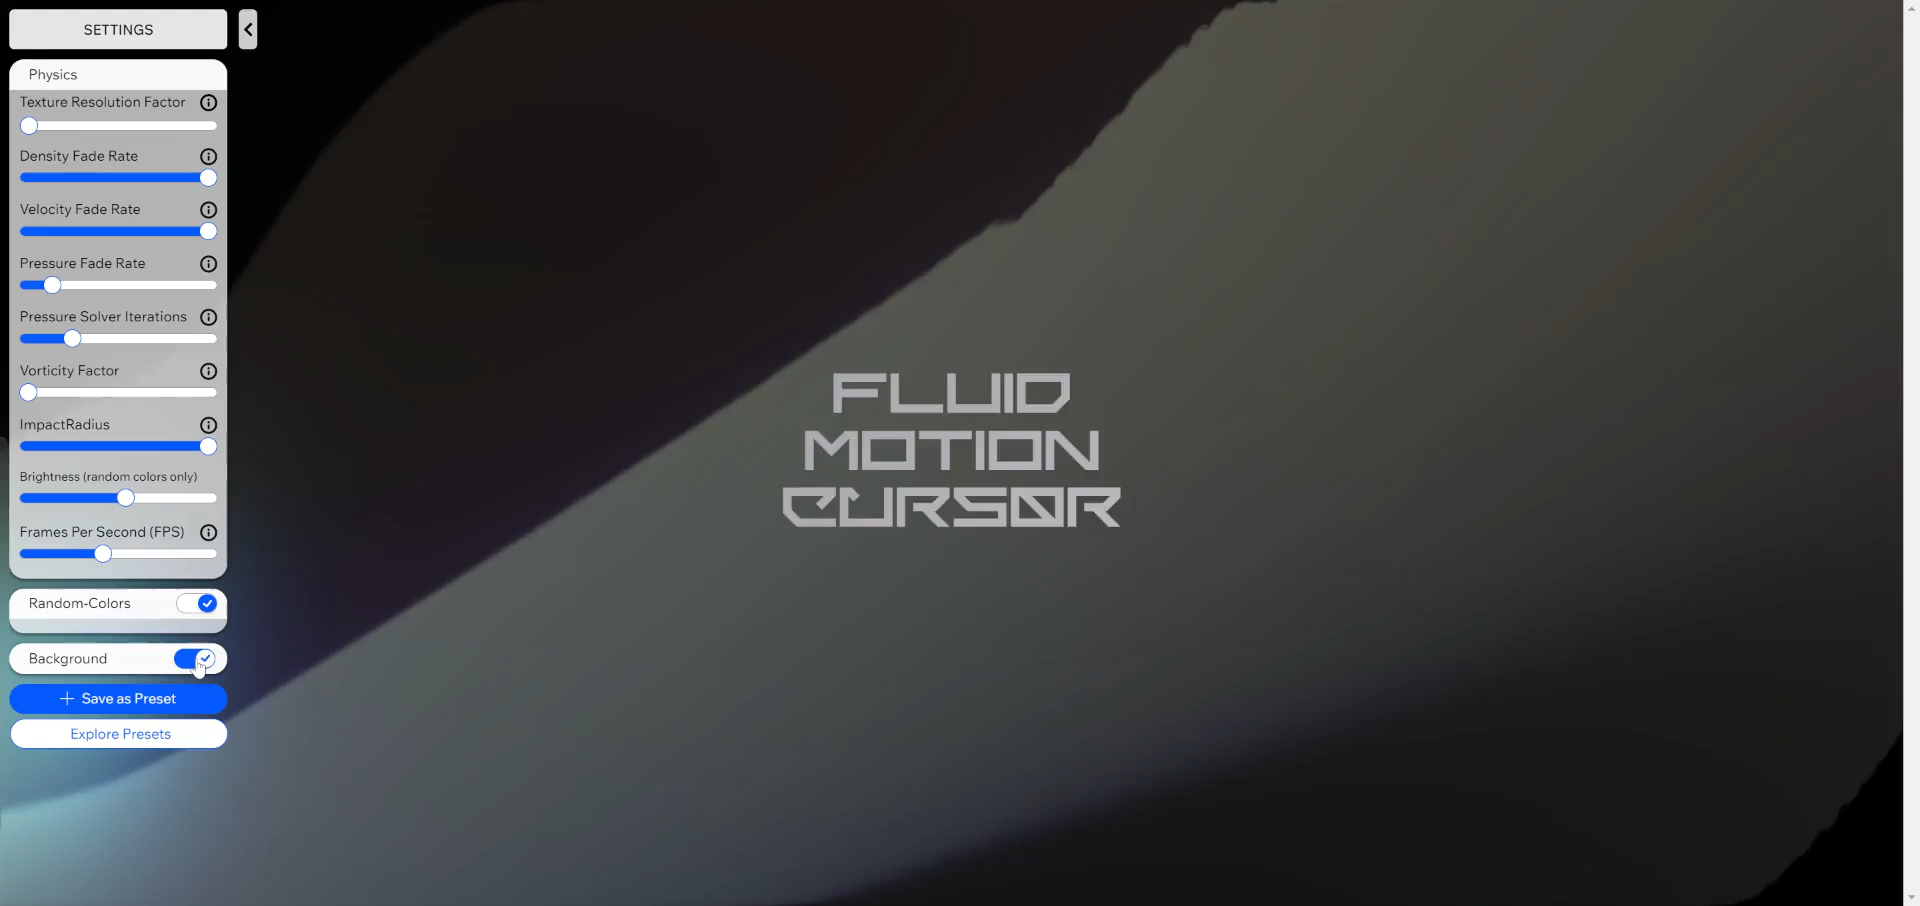 SETTINGS
Physics
Texture Resolution Factor
Density Fade Rate
Velocity Fade Rate
Pressure Fade Rate
Pressure Solver Iterations
Vorticity Factor
ImpactRadius
Brightness (random colors only)
Frames Per Second (FPS)
Random-Colors
Background
+ Save as Preset
Explore Presets
FLUID
MOTION
CURSOR